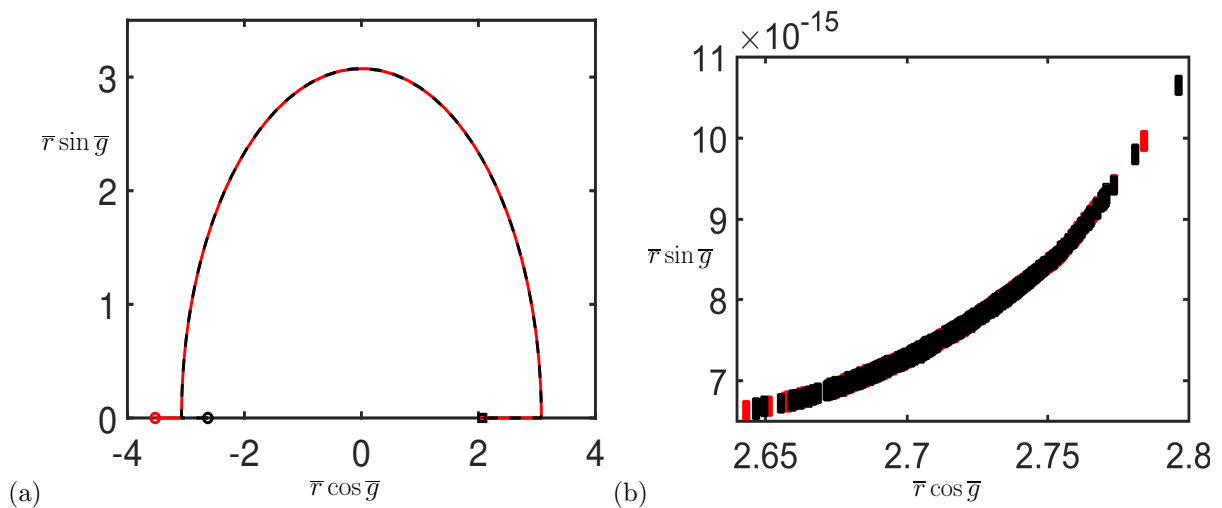 3
r̅ sin g̅
2
1
0
-4 -2 0 2 4
r̅ cos g̅
(a)
×10⁻¹⁵
11
10
9
r̅ sin g̅
8
7
2.65 2.7 2.75 2.8
r̅ cos g̅
(b)